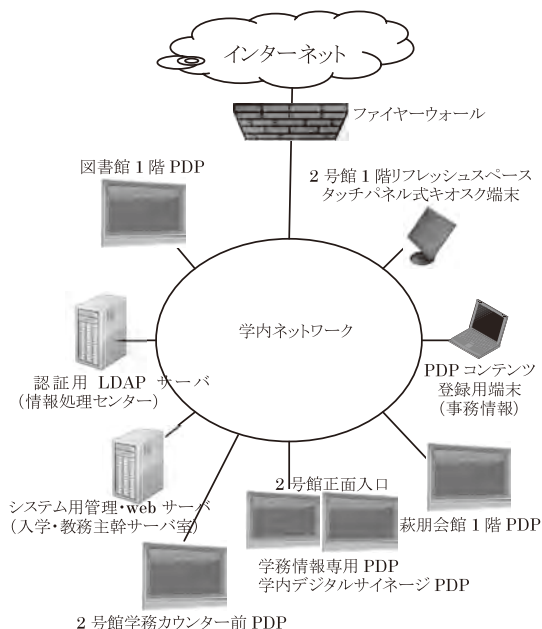 インターネット
ファイヤーウォール
図書館 1 階 PDP
2 号館 1 階リフレッシュスペース
タッチパネル式キオスク端末
学内ネットワーク
認証用 LDAP サーバ
（情報処理センター）
PDP コンテンツ
登録用端末
（事務情報）
システム用管理・web サーバ
（入学・教務主幹サーバ室）
2 号館正面入口
萩朋会館 1 階 PDP
学務情報専用 PDP
学内デジタルサイネージ PDP
2 号館学務カウンター前 PDP